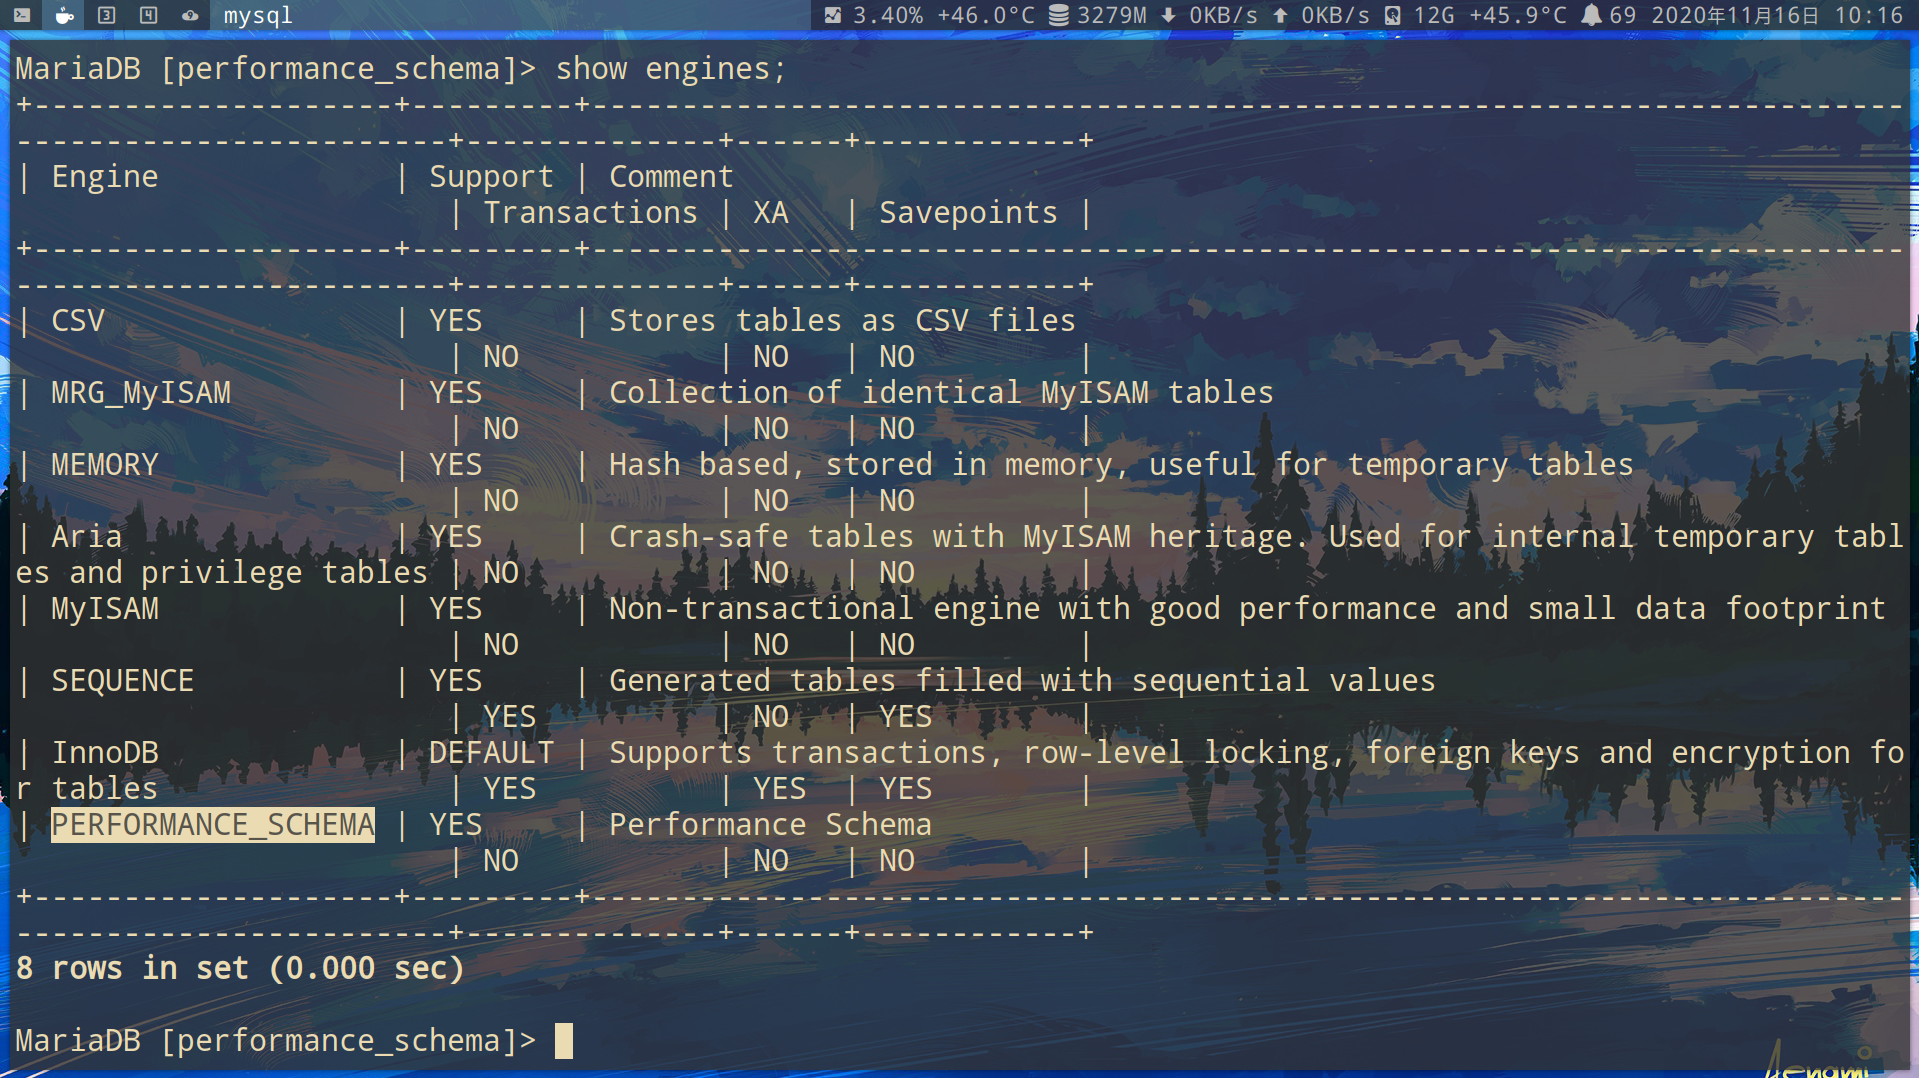 3 4 mysql 3.40% +46.0°C 3279M 0KB/s 0KB/s 12G +45.9°C 69 2020年11月16日 10:16
MariaDB [performance_schema]> show engines;
+--------------------+---------+-------------------------------------------------------------------------
------------------------+--------------+------+------------+
| Engine             | Support | Comment
                        | Transactions | XA   | Savepoints |
+--------------------+---------+-------------------------------------------------------------------------
------------------------+--------------+------+------------+
| CSV                | YES     | Stores tables as CSV files
                        | NO           | NO   | NO         |
| MRG_MyISAM         | YES     | Collection of identical MyISAM tables
                        | NO           | NO   | NO         |
| MEMORY             | YES     | Hash based, stored in memory, useful for temporary tables
                        | NO           | NO   | NO         |
| Aria               | YES     | Crash-safe tables with MyISAM heritage. Used for internal temporary tabl
es and privilege tables | NO           | NO   | NO         |
| MyISAM             | YES     | Non-transactional engine with good performance and small data footprint
                        | NO           | NO   | NO         |
| SEQUENCE           | YES     | Generated tables filled with sequential values
                        | YES          | NO   | YES        |
| InnoDB             | DEFAULT | Supports transactions, row-level locking, foreign keys and encryption fo
r tables                | YES          | YES  | YES        |
| PERFORMANCE_SCHEMA | YES     | Performance Schema
                        | NO           | NO   | NO         |
+--------------------+---------+-------------------------------------------------------------------------
------------------------+--------------+------+------------+
8 rows in set (0.000 sec)
MariaDB [performance_schema]>
Aenami